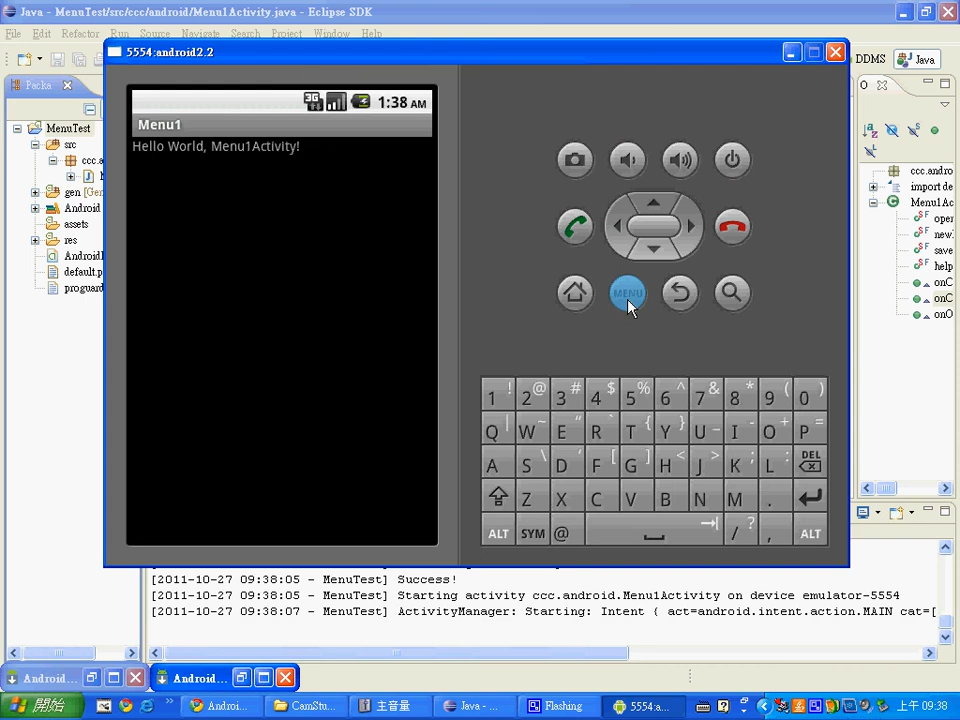 Java - MenuTest/src/ccc/android/Menu1Activity.java - Eclipse SDK
File Edit Refactor Source Navigate Search Project Window Help
5554:android2.2
DDMS Java
Packa
MenuTest
src
ccc.a
gen [Gen
Android
assets
res
AndroidI
default.p
proguard
3G 1:38 AM
Menu1
Hello World, Menu1Activity!
MENU
1 ! 2 @ 3 # 4 $ 5 % 6 ^ 7 & 8 * 9 ( 0 )
Q | W ~ E " R ` T { Y } U _ I - O + P =
A S \ D ' F [ G ] H < J > K ; L : DEL
Z X C V B N M .
ALT SYM @ / ? , ALT
ccc.andro
import de
Menu1Ac
oper
new
save
help
onC
onC
onO
[2011-10-27 09:38:05 - MenuTest] Success!
[2011-10-27 09:38:05 - MenuTest] Starting activity ccc.android.Menu1Activity on device emulator-5554
[2011-10-27 09:38:07 - MenuTest] ActivityManager: Starting: Intent { act=android.intent.action.MAIN cat=[
Android... Android...
開始 Androi... CamStu... 主音量 Java - ... Flashing 5554:a... 上午 09:38